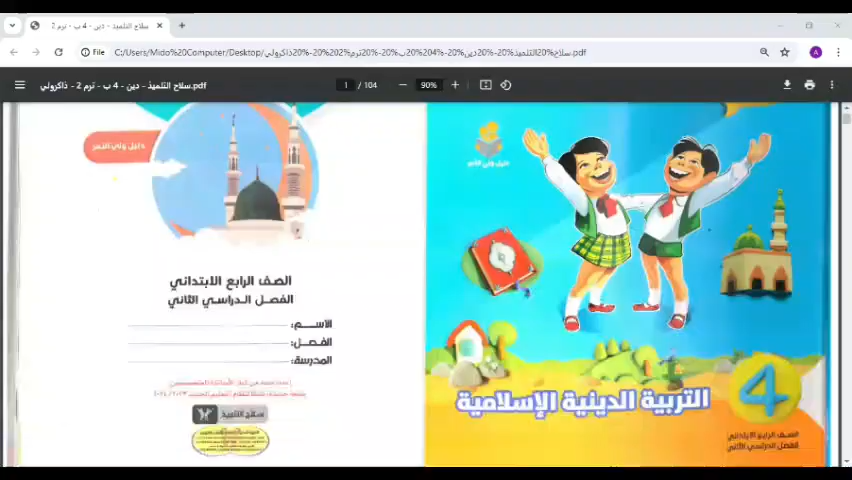 سلاح التلميذ - دين - 4 ب - ترم 2
File
C:/Users/Mido%20Computer/Desktop/سلاح%20التلميذ%20-%20دين%20-%204%20ب%20-%20ترم%202%20-%20ذاكرولي.pdf
A
سلاح التلميذ - دين - 4 ب - ترم 2 - ذاكرولي.pdf
1 / 104
90%
دليل ولي الأمر
الصف الرابع الابتدائي
الفصل الدراسي الثاني
الاسـم:
الفـصل:
المدرسة:
سلاح التلميذ
دليل ولي الأمر
التربية الدينية الإسلامية
4
الصف الرابع الابتدائي
الفصل الدراسي الثاني